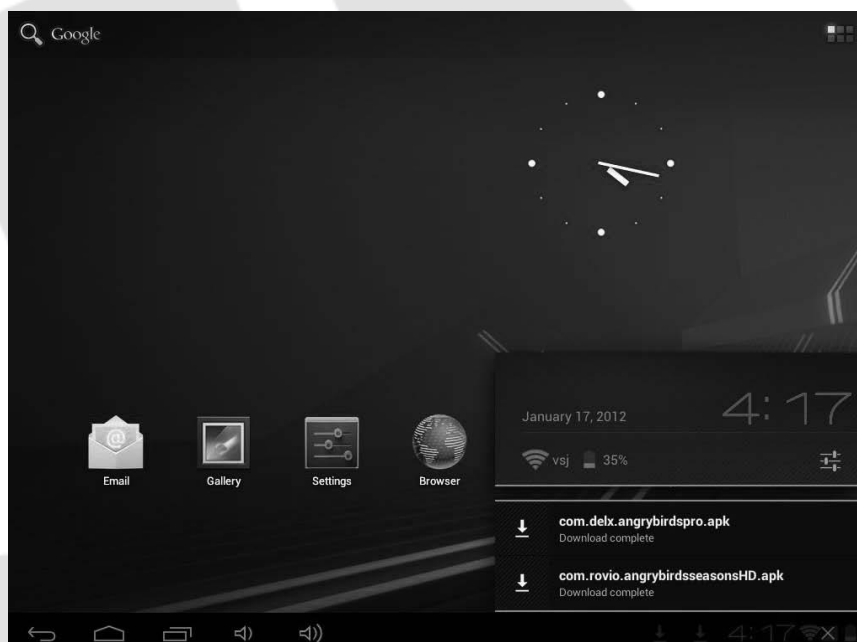 Google
January 17, 2012
4:17
vsj
35%
Email
Gallery
Settings
Browser
com.delx.angrybirdspro.apk
Download complete
com.rovio.angrybirdsseasonsHD.apk
Download complete
4:17